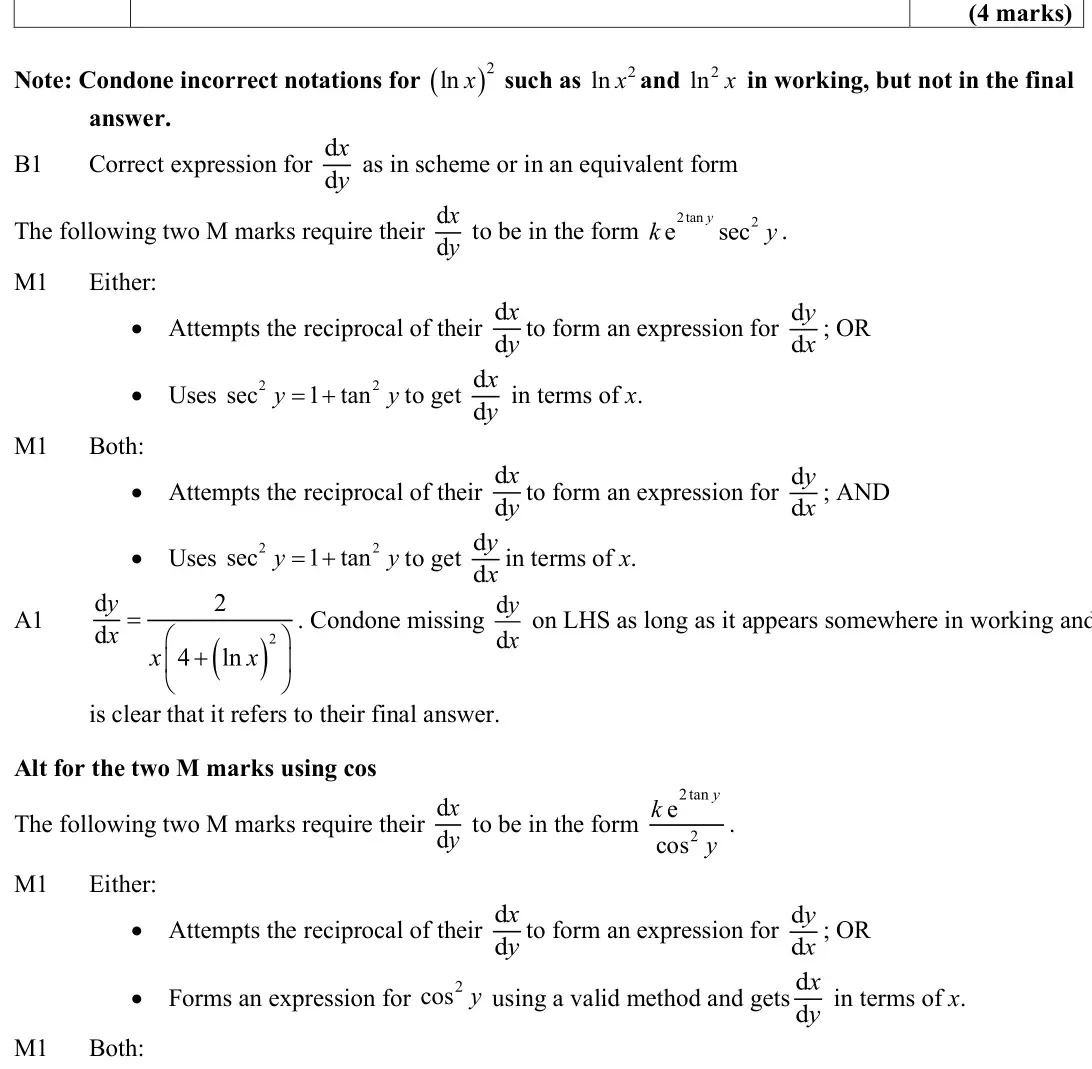 (4 marks)
Note: Condone incorrect notations for (ln x)² such as ln x² and ln² x in working, but not in the final
answer.
B1 Correct expression for dx/dy as in scheme or in an equivalent form
The following two M marks require their dx/dy to be in the form k e^(2 tan y) sec² y.
M1 Either:
• Attempts the reciprocal of their dx/dy to form an expression for dy/dx; OR
• Uses sec² y = 1 + tan² y to get dx/dy in terms of x.
M1 Both:
• Attempts the reciprocal of their dx/dy to form an expression for dy/dx; AND
• Uses sec² y = 1 + tan² y to get dy/dx in terms of x.
A1 dy/dx = 2/(x(4 + (ln x)²)). Condone missing dy/dx on LHS as long as it appears somewhere in working and
is clear that it refers to their final answer.
Alt for the two M marks using cos
The following two M marks require their dx/dy to be in the form k e^(2 tan y)/cos² y.
M1 Either:
• Attempts the reciprocal of their dx/dy to form an expression for dy/dx; OR
• Forms an expression for cos² y using a valid method and gets dx/dy in terms of x.
M1 Both: